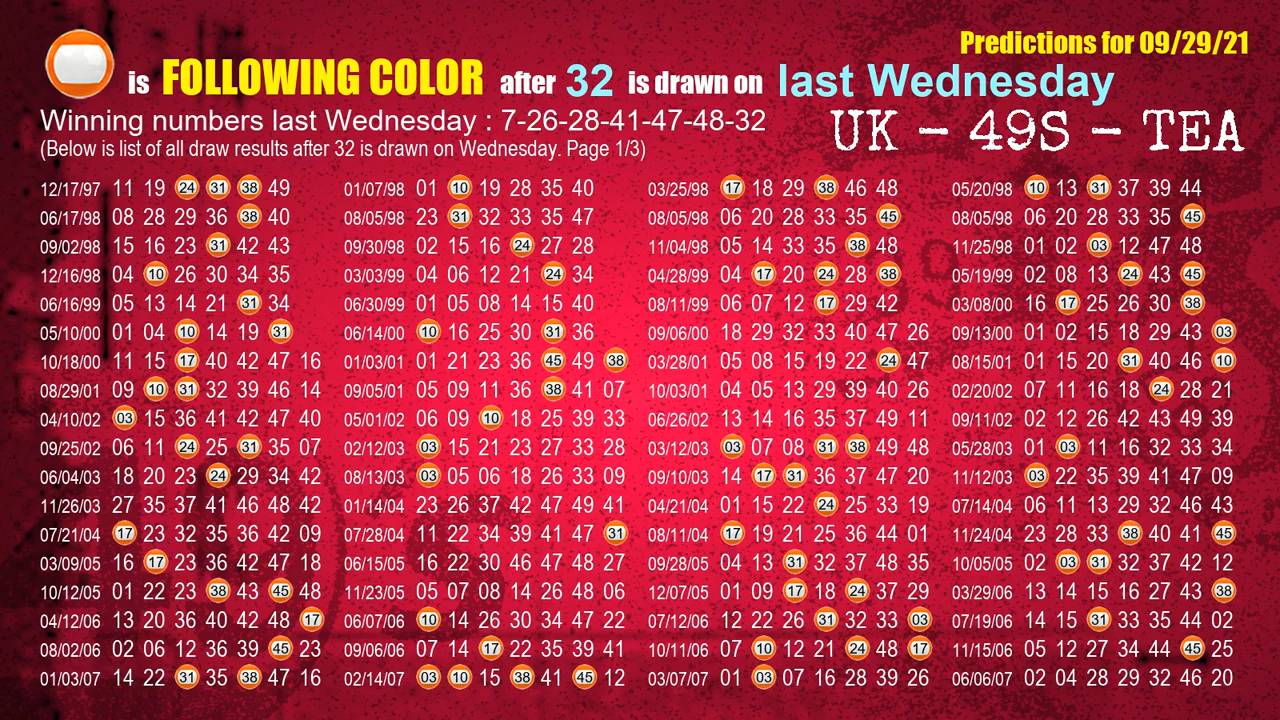 Predictions for 09/29/21
is FOLLOWING COLOR after 32 is drawn on last Wednesday
Winning numbers last Wednesday : 7-26-28-41-47-48-32
UK - 49S - TEA
(Below is list of all draw results after 32 is drawn on Wednesday. Page 1/3)
12/17/97 11 19 24 31 38 49 01/07/98 01 10 19 28 35 40 03/25/98 17 18 29 38 46 48 05/20/98 10 13 31 37 39 44
06/17/98 08 28 29 36 38 40 08/05/98 23 31 32 33 35 47 08/05/98 06 20 28 33 35 45 08/05/98 06 20 28 33 35 45
09/02/98 15 16 23 31 42 43 09/30/98 02 15 16 24 27 28 11/04/98 05 14 33 35 38 48 11/25/98 01 02 03 12 47 48
12/16/98 04 10 26 30 34 35 03/03/99 04 06 12 21 24 34 04/28/99 04 17 20 24 28 38 05/19/99 02 08 13 24 43 45
06/16/99 05 13 14 21 31 34 06/30/99 01 05 08 14 15 40 08/11/99 06 07 12 17 29 42 03/08/00 16 17 25 26 30 38
05/10/00 01 04 10 14 19 31 06/14/00 10 16 25 30 31 36 09/06/00 18 29 32 33 40 47 26 09/13/00 01 02 15 18 29 43 03
10/18/00 11 15 17 40 42 47 16 01/03/01 01 21 23 36 45 49 38 03/28/01 05 08 15 19 22 24 47 08/15/01 01 15 20 31 40 46 10
08/29/01 09 10 31 32 39 46 14 09/05/01 05 09 11 36 38 41 07 10/03/01 04 05 13 29 39 40 26 02/20/02 07 11 16 18 24 28 21
04/10/02 03 15 36 41 42 47 40 05/01/02 06 09 10 18 25 39 33 06/26/02 13 14 16 35 37 49 11 09/11/02 02 12 26 42 43 49 39
09/25/02 06 11 24 25 31 35 07 02/12/03 03 15 21 23 27 33 28 03/12/03 03 07 08 31 38 49 48 05/28/03 01 03 11 16 32 33 34
06/04/03 18 20 23 24 29 34 42 08/13/03 03 05 06 18 26 33 09 09/10/03 14 17 31 36 37 47 20 11/12/03 03 22 35 39 41 47 09
11/26/03 27 35 37 41 46 48 42 01/14/04 23 26 37 42 47 49 41 04/21/04 01 15 22 24 25 33 19 07/14/04 06 11 13 29 32 46 43
07/21/04 17 23 32 35 36 42 09 07/28/04 11 22 34 39 41 47 31 08/11/04 17 19 21 25 36 44 01 11/24/04 23 28 33 38 40 41 45
03/09/05 16 17 23 36 42 47 18 06/15/05 16 22 30 46 47 48 27 09/28/05 04 13 31 32 37 48 35 10/05/05 02 03 31 32 37 42 12
10/12/05 01 22 23 38 43 45 48 11/23/05 05 07 08 14 26 48 06 12/07/05 01 09 17 18 24 37 29 03/29/06 13 14 15 16 27 43 38
04/12/06 13 20 36 40 42 48 17 06/07/06 10 14 26 30 34 47 22 07/12/06 12 22 26 31 32 33 03 07/19/06 14 15 31 33 35 44 02
08/02/06 02 06 12 36 39 45 23 09/06/06 07 14 17 22 35 39 41 10/11/06 07 10 12 21 24 48 17 11/15/06 05 12 27 34 44 45 25
01/03/07 14 22 31 35 38 47 16 02/14/07 03 10 15 38 41 45 12 03/07/07 01 03 07 16 28 39 26 06/06/07 02 04 28 29 32 46 20